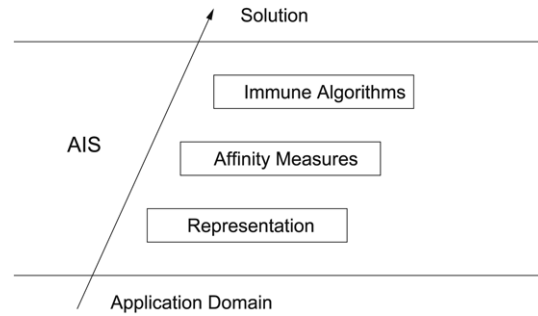 Solution
Immune Algorithms
AIS
Affinity Measures
Representation
Application Domain